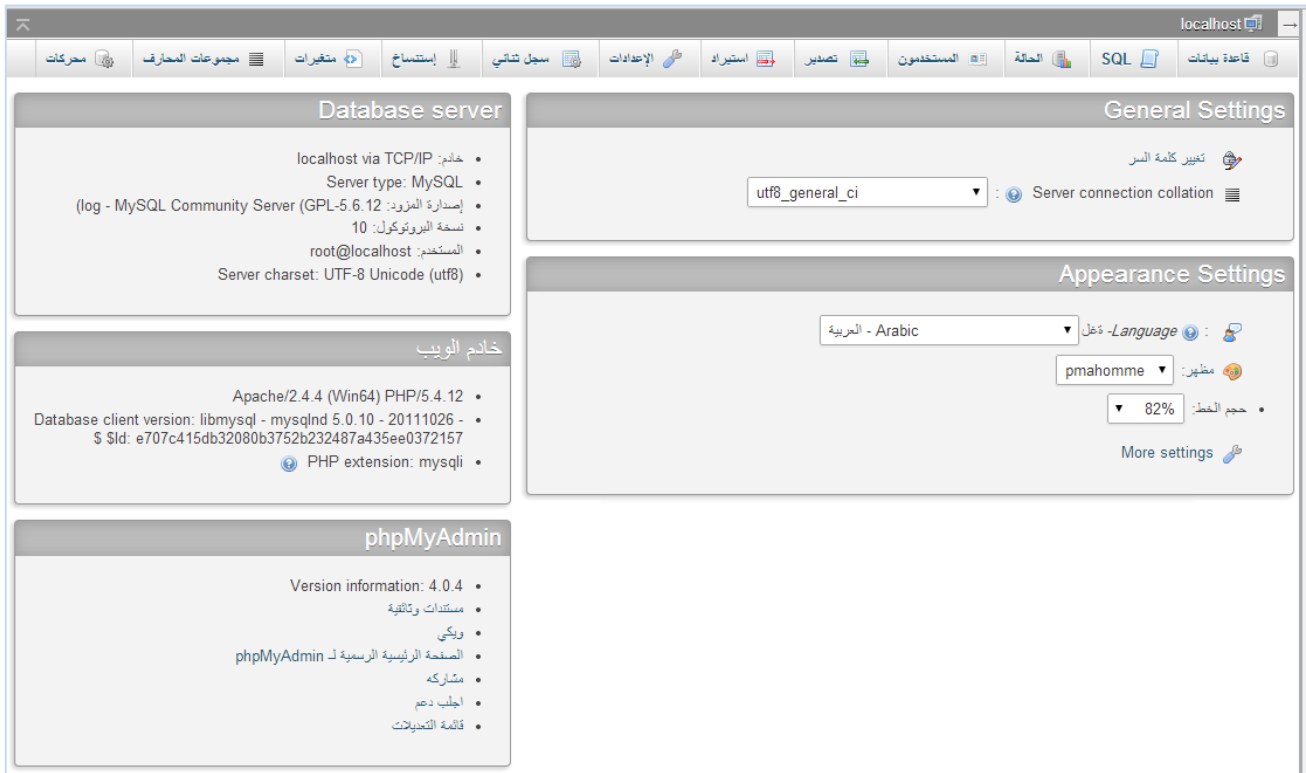 localhost
قاعدة بيانات SQL الحالة المستخدمون تصدير استيراد الإعدادات سجل ثنائي إستنساخ متغيرات مجموعات المحارف محركات
General Settings
تغيير كلمة السر
Server connection collation : utf8_general_ci
Appearance Settings
دٓغل -Language : العربية - Arabic
مظهر: pmahomme
حجم الخط: 82%
More settings
Database server
خادم: localhost via TCP/IP
Server type: MySQL
إصدارة المزود: 5.6.12-log - MySQL Community Server (GPL)
نسخة البروتوكول: 10
المستخدم: root@localhost
Server charset: UTF-8 Unicode (utf8)
خادم الويب
Apache/2.4.4 (Win64) PHP/5.4.12
Database client version: libmysql - mysqlnd 5.0.10 - 20111026 -
$ $Id: e707c415db32080b3752b232487a435ee0372157
PHP extension: mysqli
phpMyAdmin
Version information: 4.0.4
مستندات وثائقية
ويكي
الصفحة الرئيسية الرسمية لـ phpMyAdmin
مشاركه
اجلب دعم
قائمة التعديلات